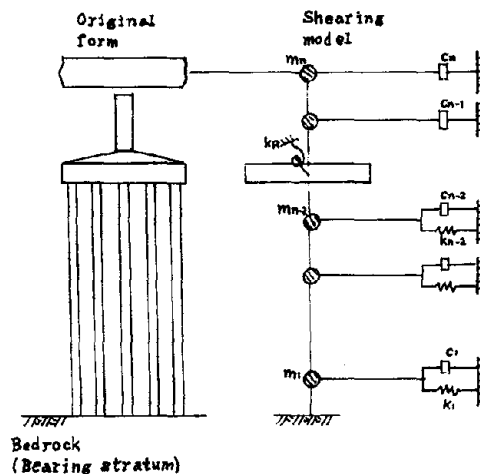 Original
form
Shearing
model
mn
Cn
Cn-1
kR
mn-2
Cn-2
kn-2
m1
C1
k1
Bedrock
(Bearing stratum)